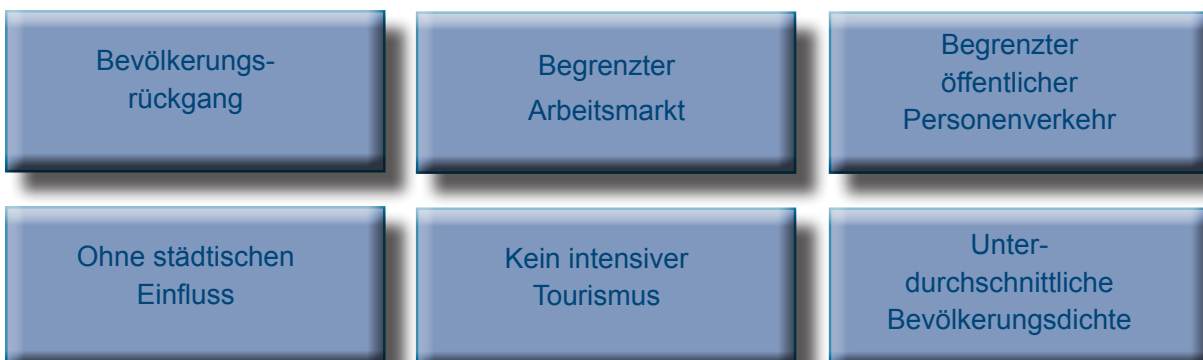 Bevölkerungs-
rückgang
Begrenzter
Arbeitsmarkt
Begrenzter
öffentlicher
Personenverkehr
Ohne städtischen
Einfluss
Kein intensiver
Tourismus
Unter-
durchschnittliche
Bevölkerungsdichte